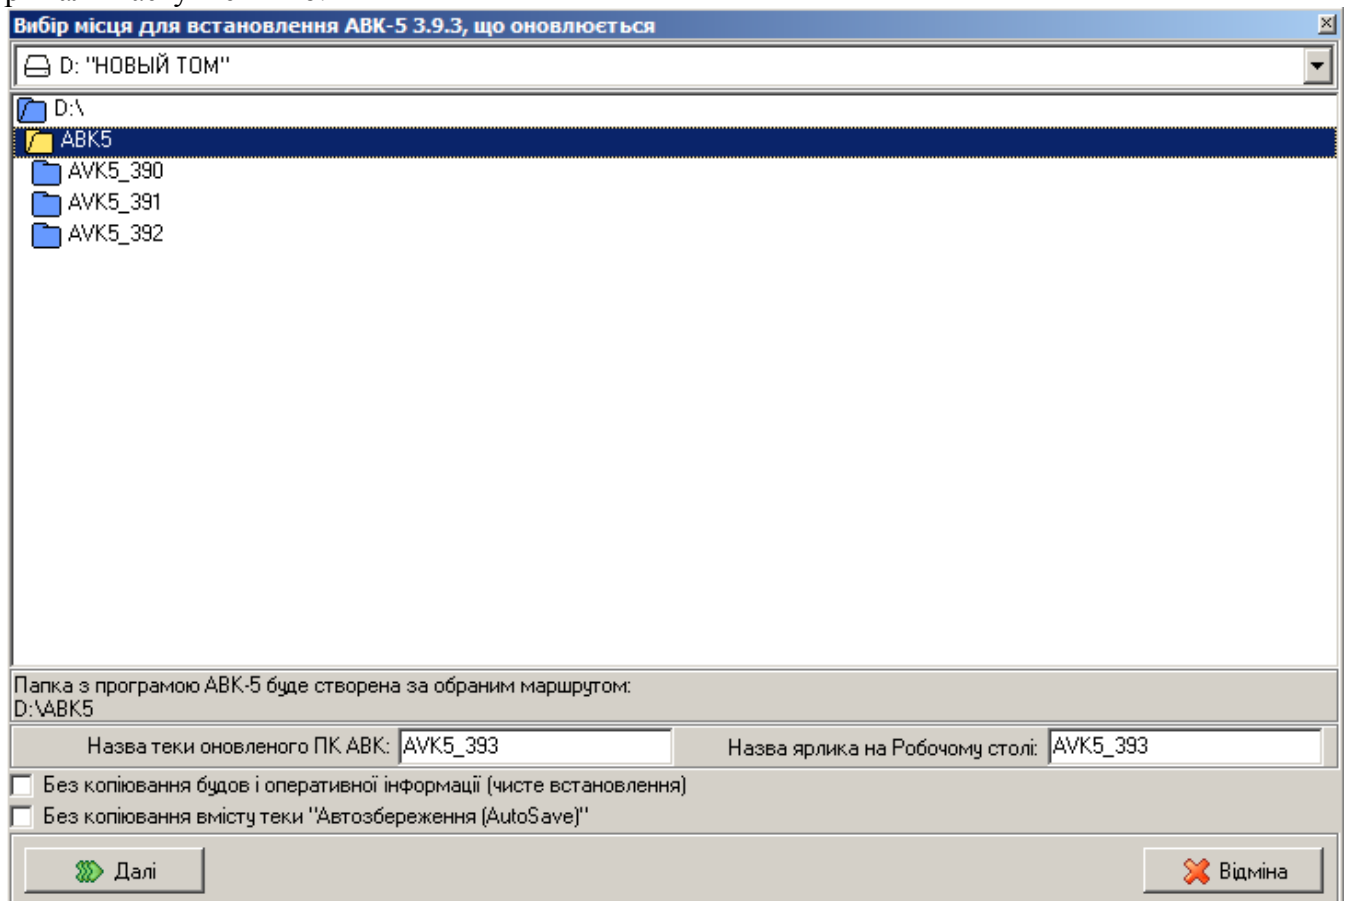 Вибір місця для встановлення АВК-5 3.9.3, що оновлюється
D: "НОВЫЙ ТОМ"
D:\
АВК5
AVK5_390
AVK5_391
AVK5_392
Папка з програмою АВК-5 буде створена за обраним маршрутом:
D:\АВК5
Назва теки оновленого ПК АВК: AVK5_393 Назва ярлика на Робочому столі: AVK5_393
Без копіювання будов і оперативної інформації (чисте встановлення)
Без копіювання вмісту теки "Автозбереження (AutoSave)"
Далі Відміна